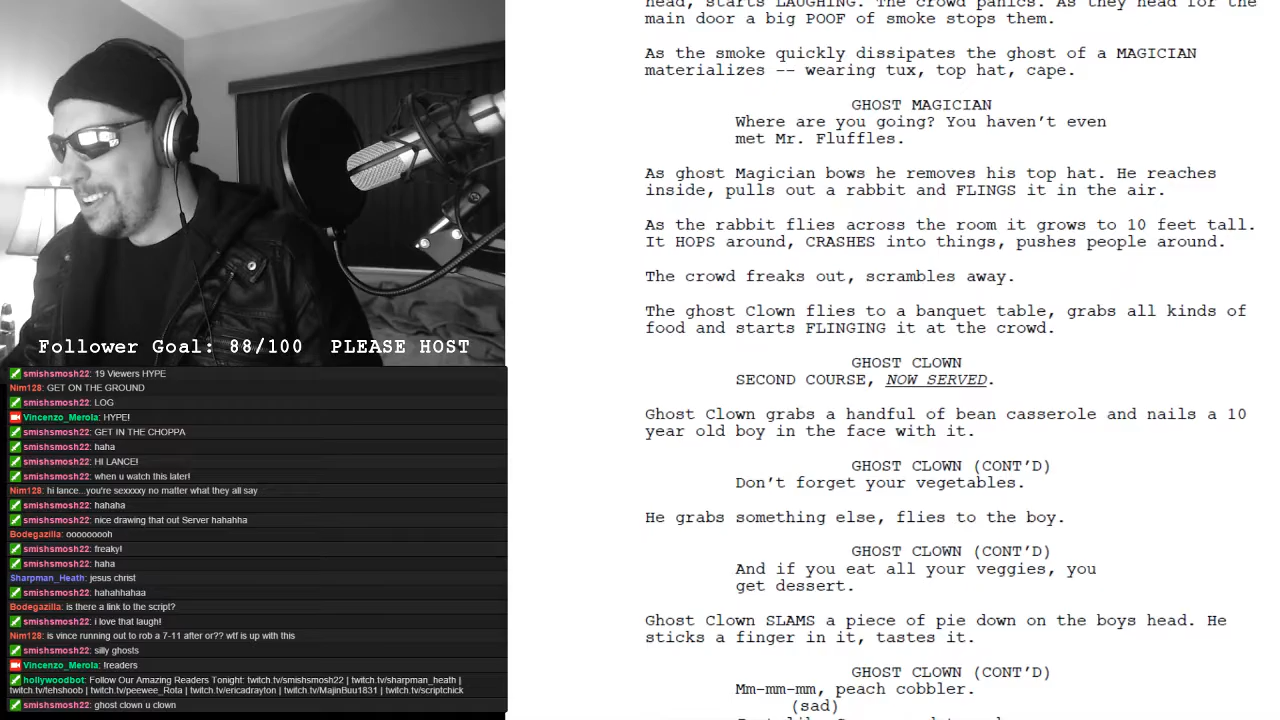 head, starts LAUGHING. The crowd panics. As they head for the
main door a big POOF of smoke stops them.
As the smoke quickly dissipates the ghost of a MAGICIAN
materializes -- wearing tux, top hat, cape.
GHOST MAGICIAN
Where are you going? You haven't even
met Mr. Fluffles.
As ghost Magician bows he removes his top hat. He reaches
inside, pulls out a rabbit and FLINGS it in the air.
As the rabbit flies across the room it grows to 10 feet tall.
It HOPS around, CRASHES into things, pushes people around.
The crowd freaks out, scrambles away.
The ghost Clown flies to a banquet table, grabs all kinds of
food and starts FLINGING it at the crowd.
GHOST CLOWN
SECOND COURSE, NOW SERVED.
Ghost Clown grabs a handful of bean casserole and nails a 10
year old boy in the face with it.
GHOST CLOWN (CONT'D)
Don't forget your vegetables.
He grabs something else, flies to the boy.
GHOST CLOWN (CONT'D)
And if you eat all your veggies, you
get dessert.
Ghost Clown SLAMS a piece of pie down on the boys head. He
sticks a finger in it, tastes it.
GHOST CLOWN (CONT'D)
Mm-mm-mm, peach cobbler.
(sad)
Follower Goal: 88/100 PLEASE HOST
smishsmosh22: 19 Viewers HYPE
Nim128: GET ON THE GROUND
smishsmosh22: LOG
Vincenzo_Merola: HYPE!
smishsmosh22: GET IN THE CHOPPA
smishsmosh22: haha
smishsmosh22: HI LANCE!
smishsmosh22: when u watch this later!
Nim128: hi lance...you're sexxxxy no matter what they all say
smishsmosh22: hahaha
smishsmosh22: nice drawing that out Server hahahha
Bodegazilla: ooooooooh
smishsmosh22: freaky!
smishsmosh22: haha
Sharpman_Heath: jesus christ
smishsmosh22: hahahhahaa
Bodegazilla: is there a link to the script?
smishsmosh22: i love that laugh!
Nim128: is vince running out to rob a 7-11 after or?? wtf is up with this
smishsmosh22: silly ghosts
Vincenzo_Merola: !readers
hollywoodbot: Follow Our Amazing Readers Tonight: twitch.tv/smishsmosh22 | twitch.tv/sharpman_heath |
twitch.tv/tehshoob | twitch.tv/peewee_Rota | twitch.tv/ericadrayton | twitch.tv/MajinBuu1831 | twitch.tv/scriptchick
smishsmosh22: ghost clown u clown